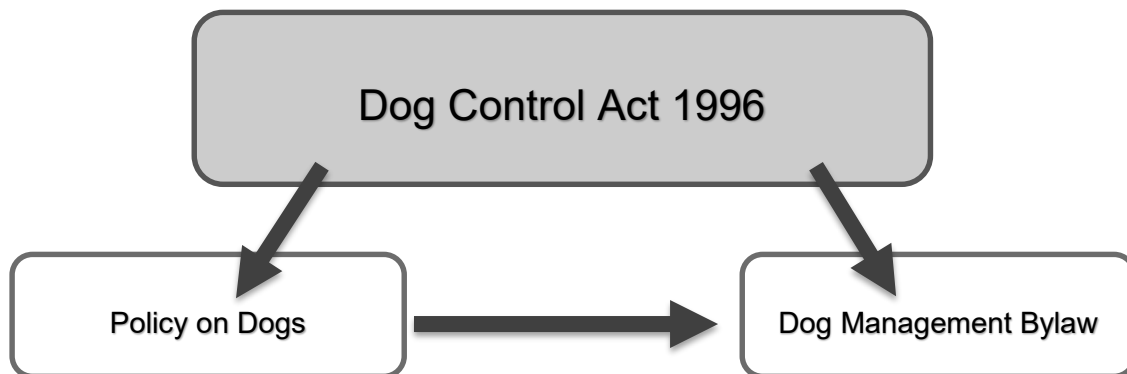 Dog Control Act 1996
Policy on Dogs
Dog Management Bylaw